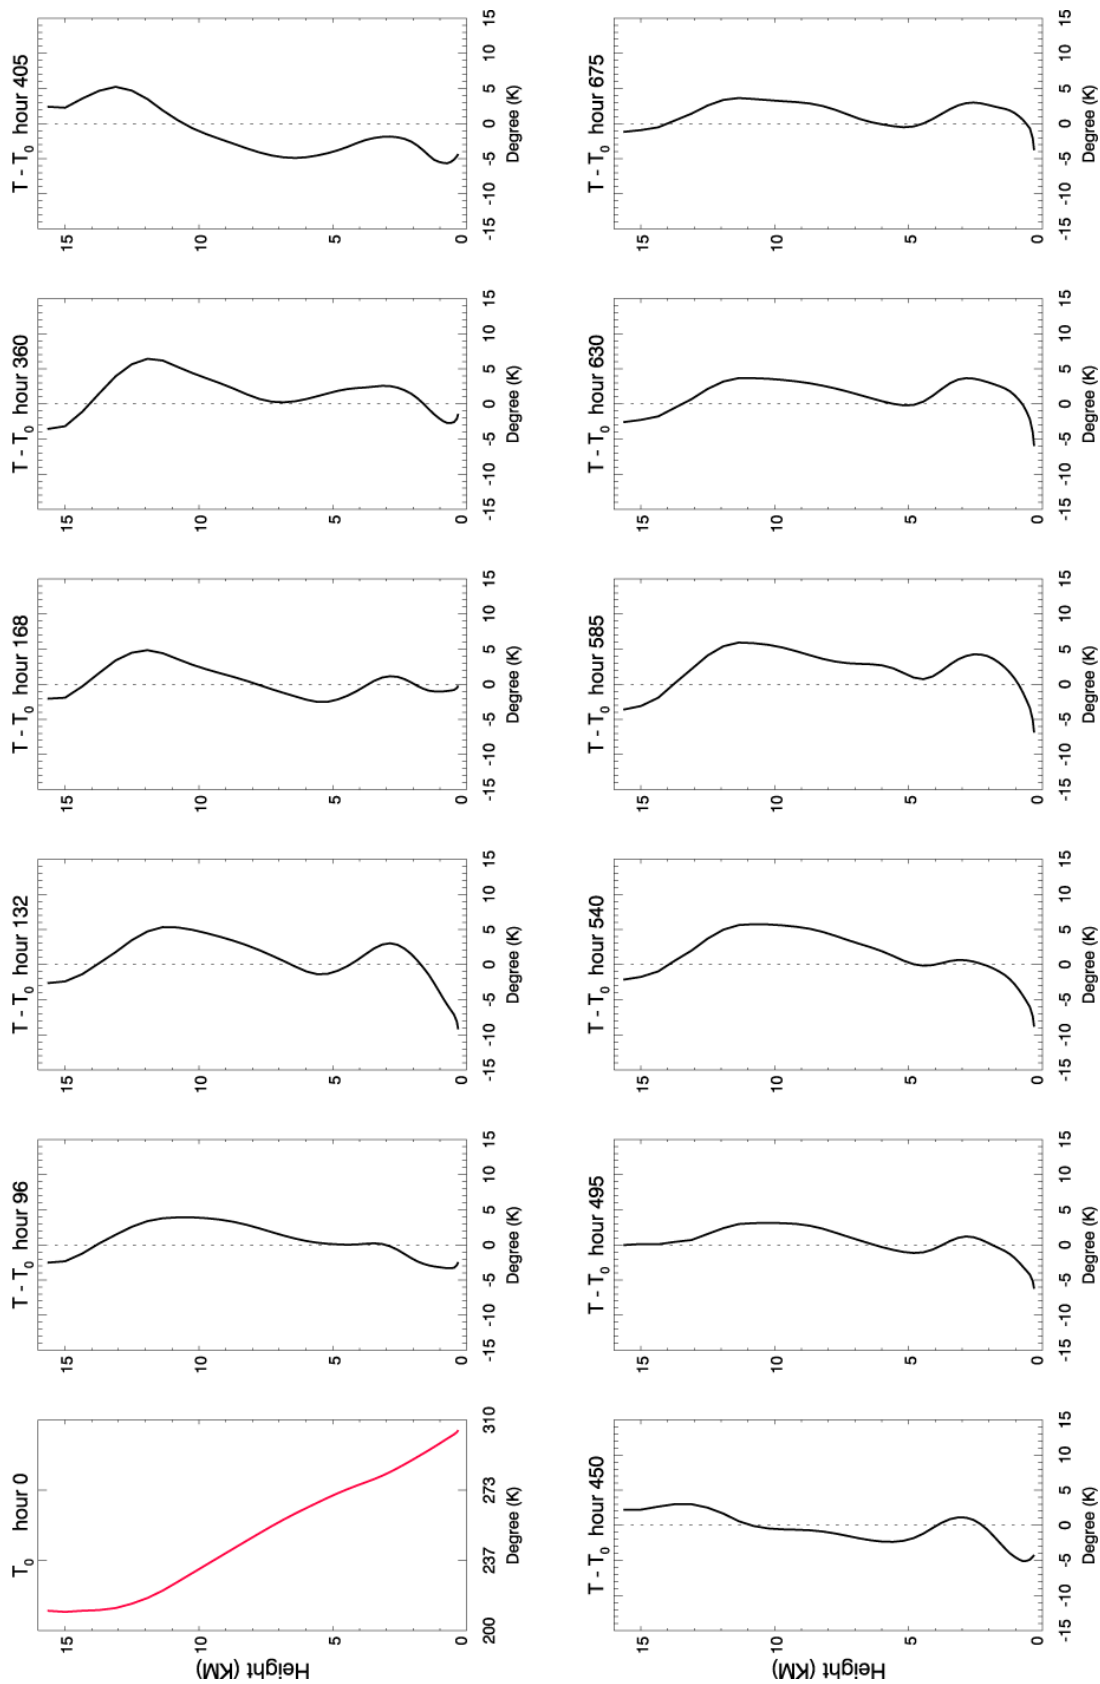 T₀ hour 0
T - T₀ hour 96
T - T₀ hour 132
T - T₀ hour 168
T - T₀ hour 360
T - T₀ hour 405
Height (KM)
15
10
5
0
15
10
5
0
15
10
5
0
15
10
5
0
15
10
5
0
15
10
5
0
200 237 273 310
-15 -10 -5 0 5 10 15
-15 -10 -5 0 5 10 15
-15 -10 -5 0 5 10 15
-15 -10 -5 0 5 10 15
-15 -10 -5 0 5 10 15
Degree (K)
Degree (K)
Degree (K)
Degree (K)
Degree (K)
Degree (K)
T - T₀ hour 450
T - T₀ hour 495
T - T₀ hour 540
T - T₀ hour 585
T - T₀ hour 630
T - T₀ hour 675
Height (KM)
15
10
5
0
15
10
5
0
15
10
5
0
15
10
5
0
15
10
5
0
15
10
5
0
-15 -10 -5 0 5 10 15
-15 -10 -5 0 5 10 15
-15 -10 -5 0 5 10 15
-15 -10 -5 0 5 10 15
-15 -10 -5 0 5 10 15
-15 -10 -5 0 5 10 15
Degree (K)
Degree (K)
Degree (K)
Degree (K)
Degree (K)
Degree (K)